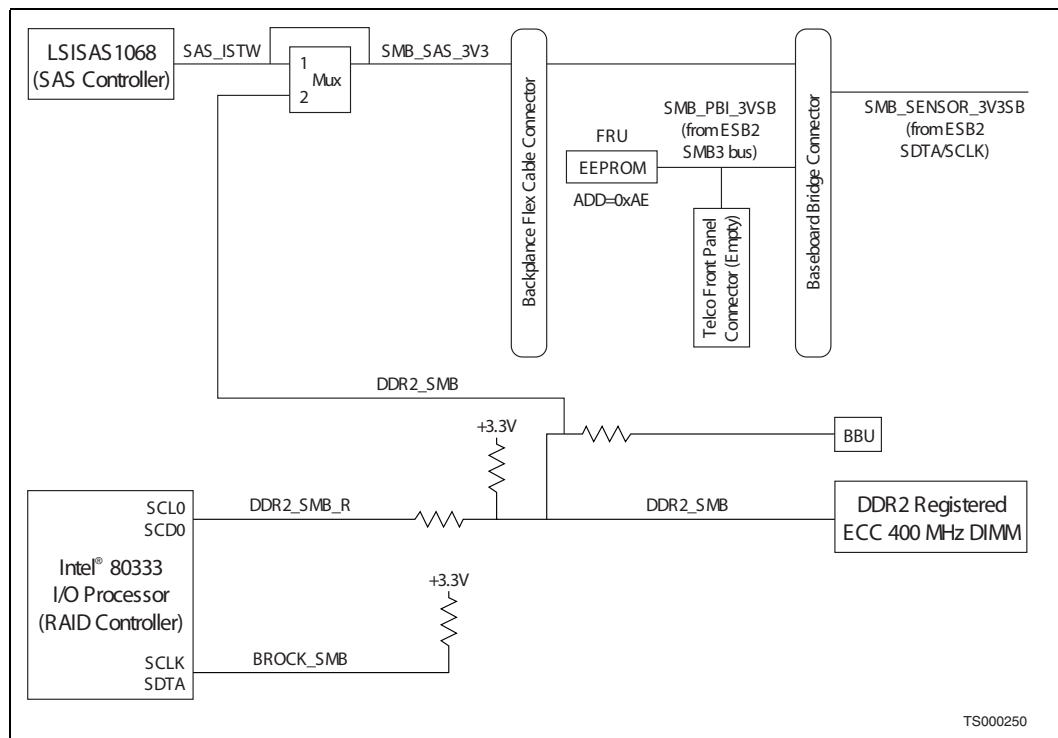 LSISAS1068
(SAS Controller)
SAS_ISTW
1
2
Mux
SMB_SAS_3V3
Backplance Flex Cable Connector
FRU
EEPROM
ADD=0xAE
SMB_PBI_3VSB
(from ESB2
SMB3 bus)
Telco Front Panel
Connector (Empty)
Baseboard Bridge Connector
SMB_SENSOR_3V3SB
(from ESB2
SDTA/SCLK)
DDR2_SMB
+3.3V
BBU
SCL0
SCD0
DDR2_SMB_R
DDR2_SMB
DDR2 Registered
ECC 400 MHz DIMM
Intel® 80333
I/O Processor
(RAID Controller)
+3.3V
SCLK
SDTA
BROCK_SMB
TS000250